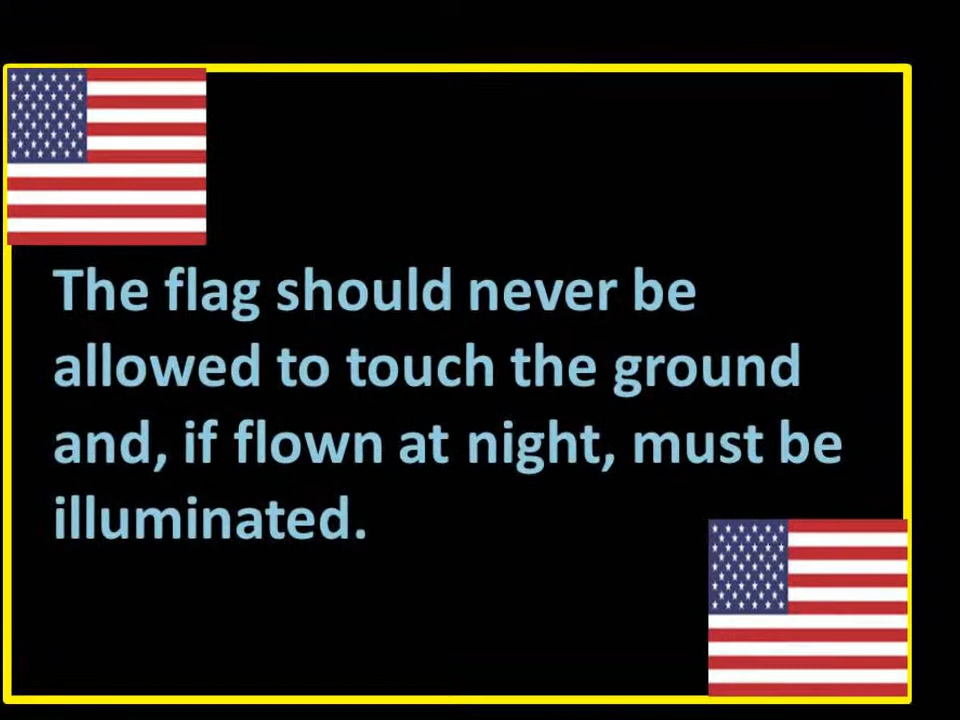 The flag should never be
allowed to touch the ground
and, if flown at night, must be
illuminated.